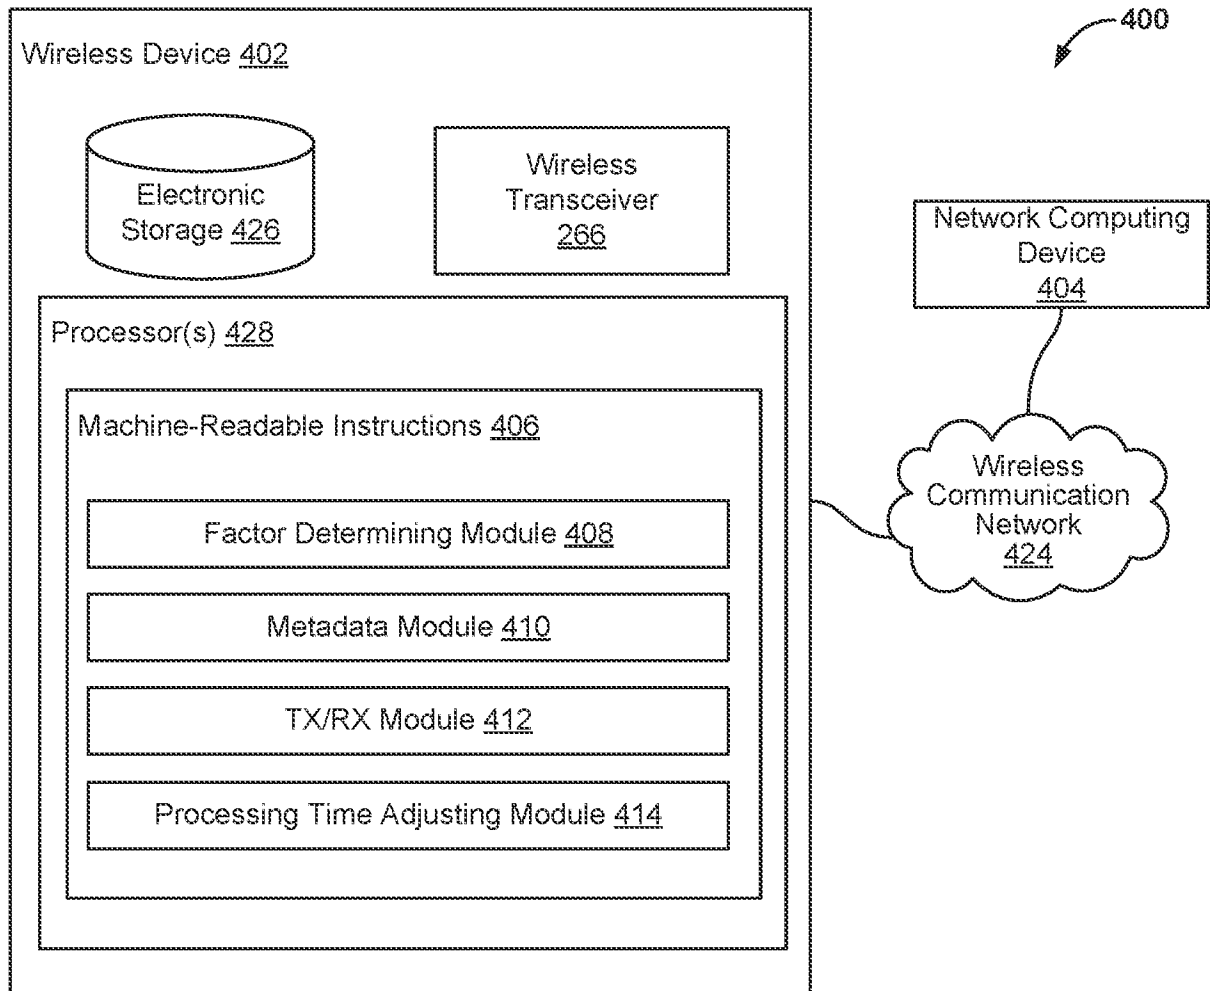 400
Wireless Device 402
Electronic
Storage 426
Wireless
Transceiver
266
Network Computing
Device
404
Processor(s) 428
Machine-Readable Instructions 406
Wireless
Communication
Network
424
Factor Determining Module 408
Metadata Module 410
TX/RX Module 412
Processing Time Adjusting Module 414